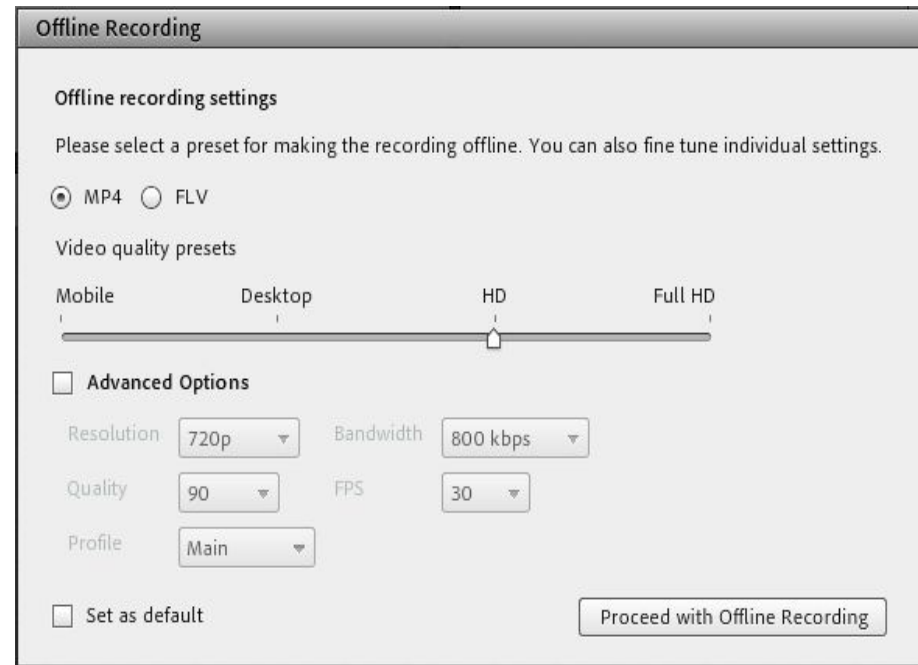 Offline Recording
Offline recording settings
Please select a preset for making the recording offline. You can also fine tune individual settings.
MP4 FLV
Video quality presets
Mobile Desktop HD Full HD
Advanced Options
Resolution 720p Bandwidth 800 kbps
Quality 90 FPS 30
Profile Main
Set as default Proceed with Offline Recording